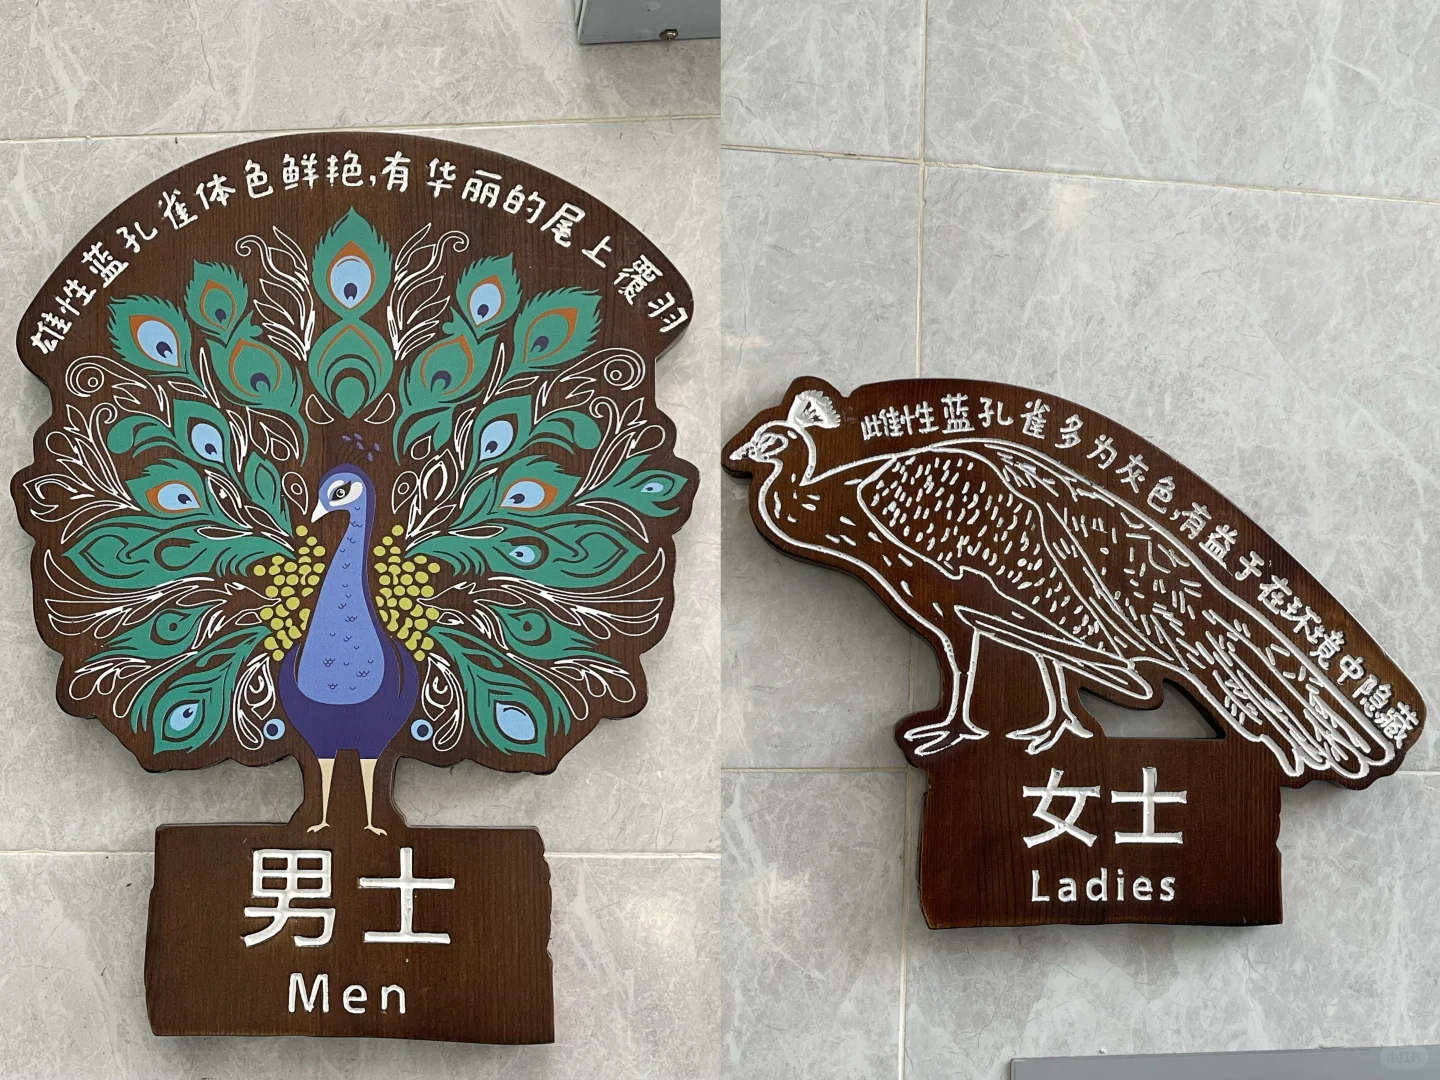 雄性蓝孔雀体色鲜艳,有华丽的尾上覆羽
男士
Men
雌性蓝孔雀多为灰色,有益于在环境中隐藏
女士
Ladies